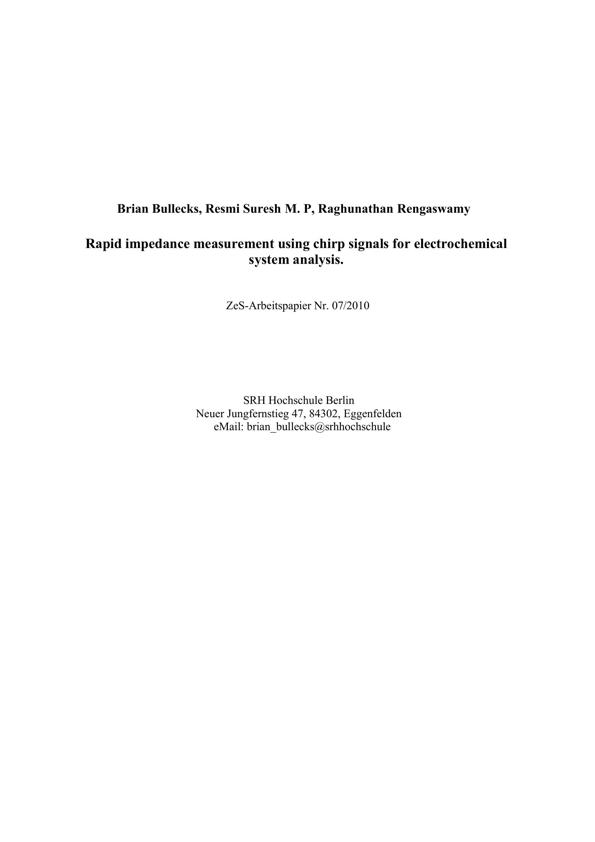 Brian Bullecks, Resmi Suresh M. P, Raghunathan Rengaswamy
Rapid impedance measurement using chirp signals for electrochemical
system analysis.
ZeS-Arbeitspapier Nr. 07/2010
SRH Hochschule Berlin
Neuer Jungfernstieg 47, 84302, Eggenfelden
eMail: brian_bullecks@srhhochschule